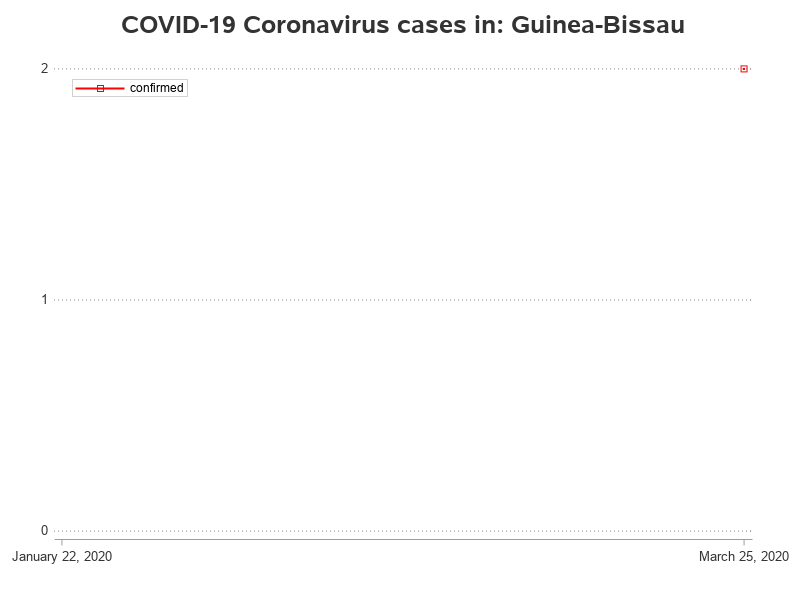 COVID-19 Coronavirus cases in: Guinea-Bissau
2
confirmed
1
0
January 22, 2020
March 25, 2020